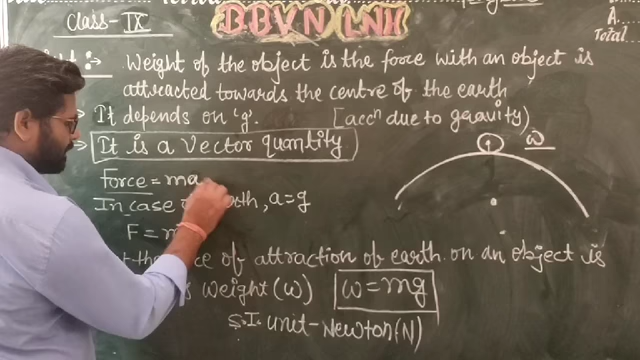 Class-IX
BBVN LNH
A.
Total...
Weight of the object is the force with an object is
attracted towards the centre of the earth
⇒ It depends on 'g'. [accⁿ due to gravity)
⇒ It is a vector quantity
ω
Force = ma
In case, a=g
F =
of attraction of earth on an object is
weight (ω) ω = mg
S.I. unit - Newton (N)